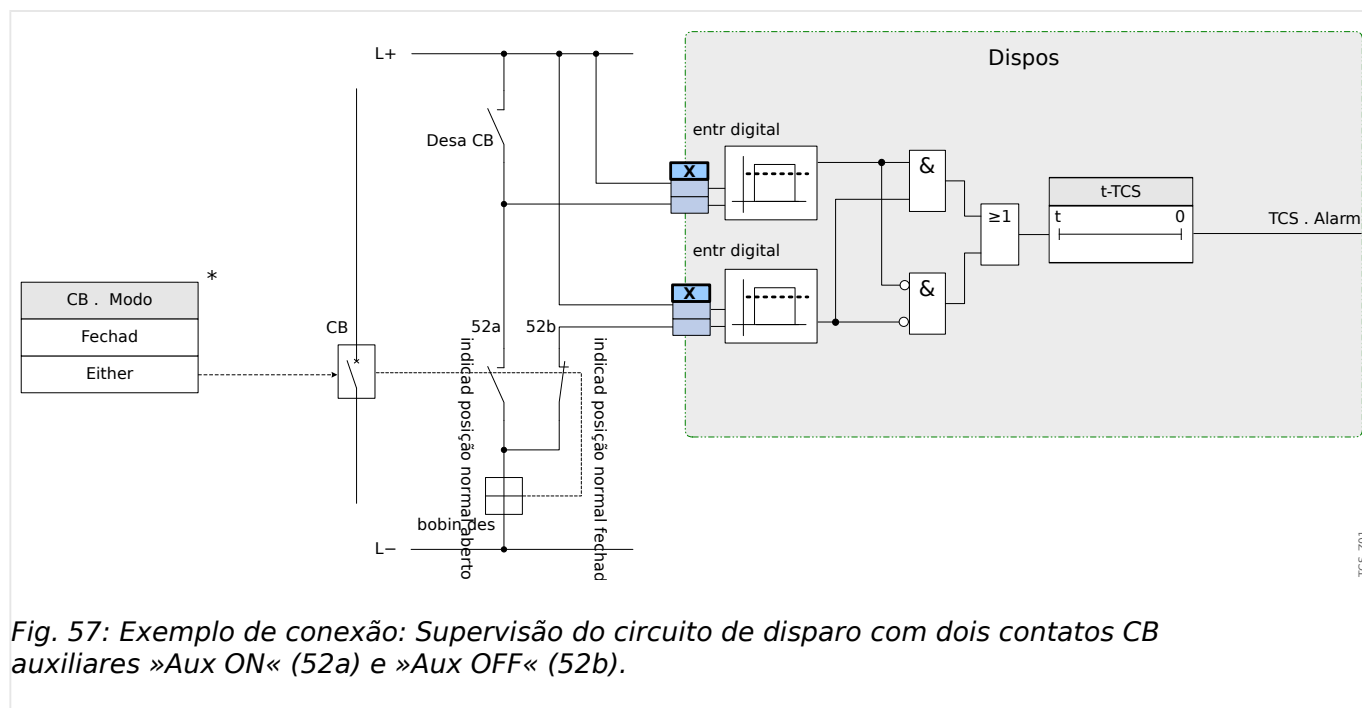 L+
Dispos
entr digital
Desa CB
X
&
t-TCS
≥1
t 0
TCS . Alarm
entr digital
*
X
&
CB . Modo
Fechad
Either
CB
52a
52b
indicad posição normal aberto
indicad posição normal fechad
bobin des
L−
Fig. 57: Exemplo de conexão: Supervisão do circuito de disparo com dois contatos CB
auxiliares »Aux ON« (52a) e »Aux OFF« (52b).